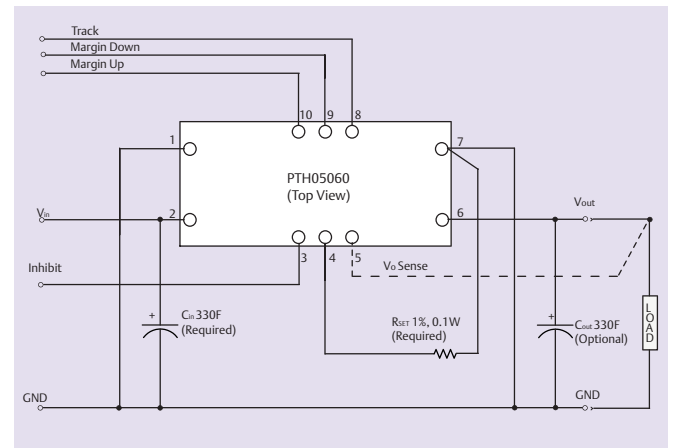 Track
Margin Down
Margin Up
10 9 8
1
7
PTH05060
(Top View)
Vin
2
6
Vout
3 4 5
Vo Sense
Inhibit
+ Cin 330F
(Required)
RSET 1%, 0.1W
(Required)
+ Cout 330F
(Optional)
LOAD
GND
GND